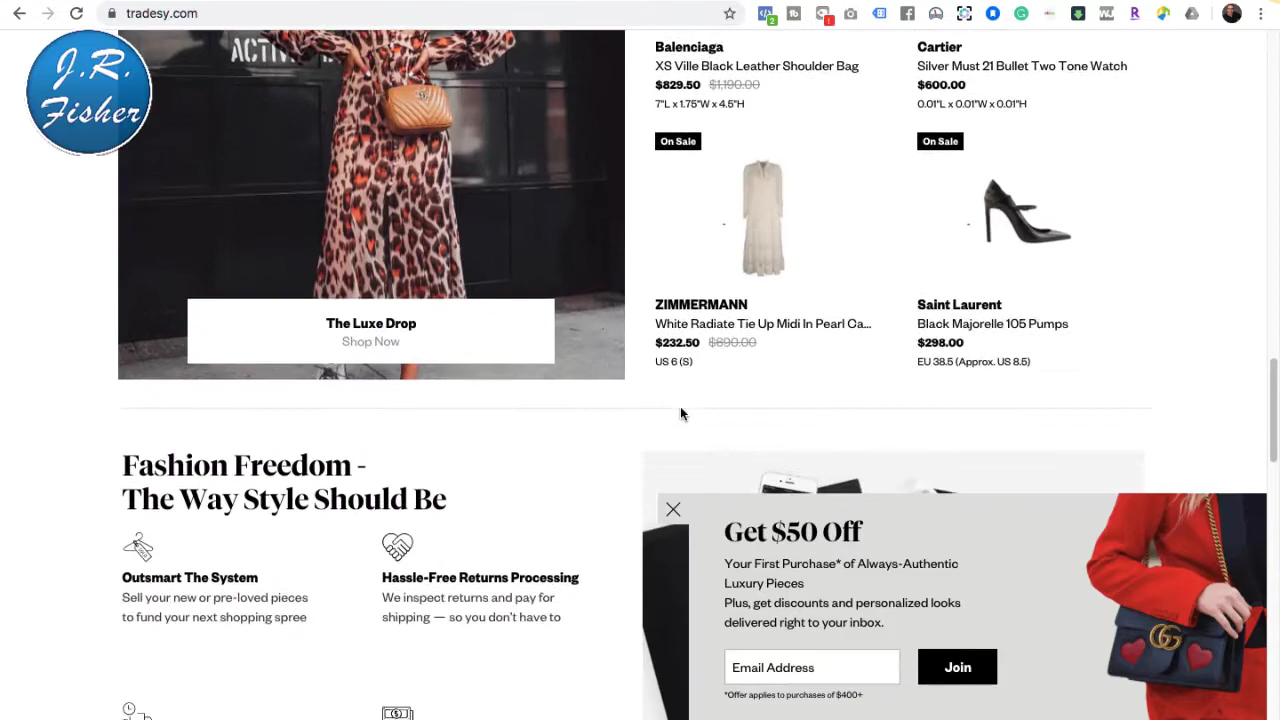 tradesy.com
2
!
WJ
R
J.R.
Fisher
Balenciaga
XS Ville Black Leather Shoulder Bag
$829.50 $1,190.00
7"L x 1.75"W x 4.5"H
Cartier
Silver Must 21 Bullet Two Tone Watch
$600.00
0.01"L x 0.01"W x 0.01"H
On Sale
On Sale
ZIMMERMANN
White Radiate Tie Up Midi In Pearl Ca...
$232.50 $690.00
US 6 (S)
Saint Laurent
Black Majorelle 105 Pumps
$298.00
EU 38.5 (Approx. US 8.5)
The Luxe Drop
Shop Now
Fashion Freedom -
The Way Style Should Be
Outsmart The System
Sell your new or pre-loved pieces
to fund your next shopping spree
Hassle-Free Returns Processing
We inspect returns and pay for
shipping — so you don't have to
Get $50 Off
Your First Purchase* of Always-Authentic
Luxury Pieces
Plus, get discounts and personalized looks
delivered right to your inbox.
Email Address
Join
*Offer applies to purchases of $400+